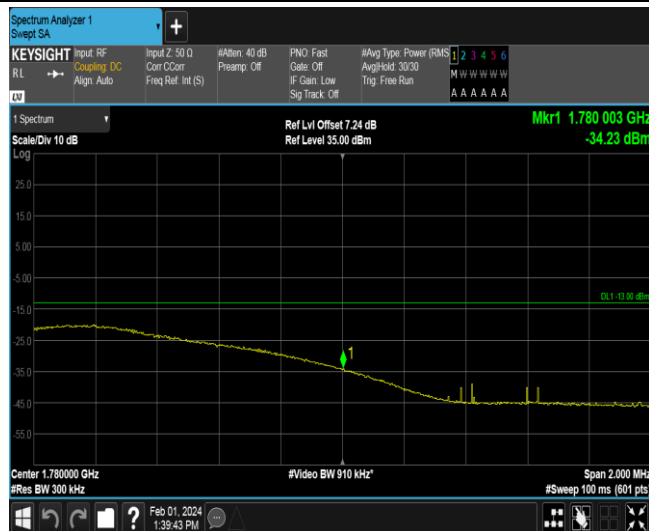 Spectrum Analyzer 1
Swept SA
+
KEYSIGHT
RL
LXI
Input: RF
Coupling: DC
Align: Auto
Input Z: 50 Ω
Corr CCorr
Freq Ref: Int (S)
#Atten: 40 dB
Preamp: Off
PNO: Fast
Gate: Off
IF Gain: Low
Sig Track: Off
#Avg Type: Power (RMS
Avg|Hold: 30/30
Trig: Free Run
1 2 3 4 5 6
M W W W W W
A A A A A A
1 Spectrum
Scale/Div 10 dB
Log
Ref Lvl Offset 7.24 dB
Ref Level 35.00 dBm
Mkr1 1.780 003 GHz
-34.23 dBm
25.0
15.0
5.00
-5.00
DL1 -13.00 dBm
-15.0
-25.0
1
-35.0
-45.0
-55.0
Center 1.780000 GHz
#Video BW 910 kHz*
Span 2.000 MHz
#Res BW 300 kHz
#Sweep 100 ms (601 pts)
?
Feb 01, 2024
1:39:43 PM